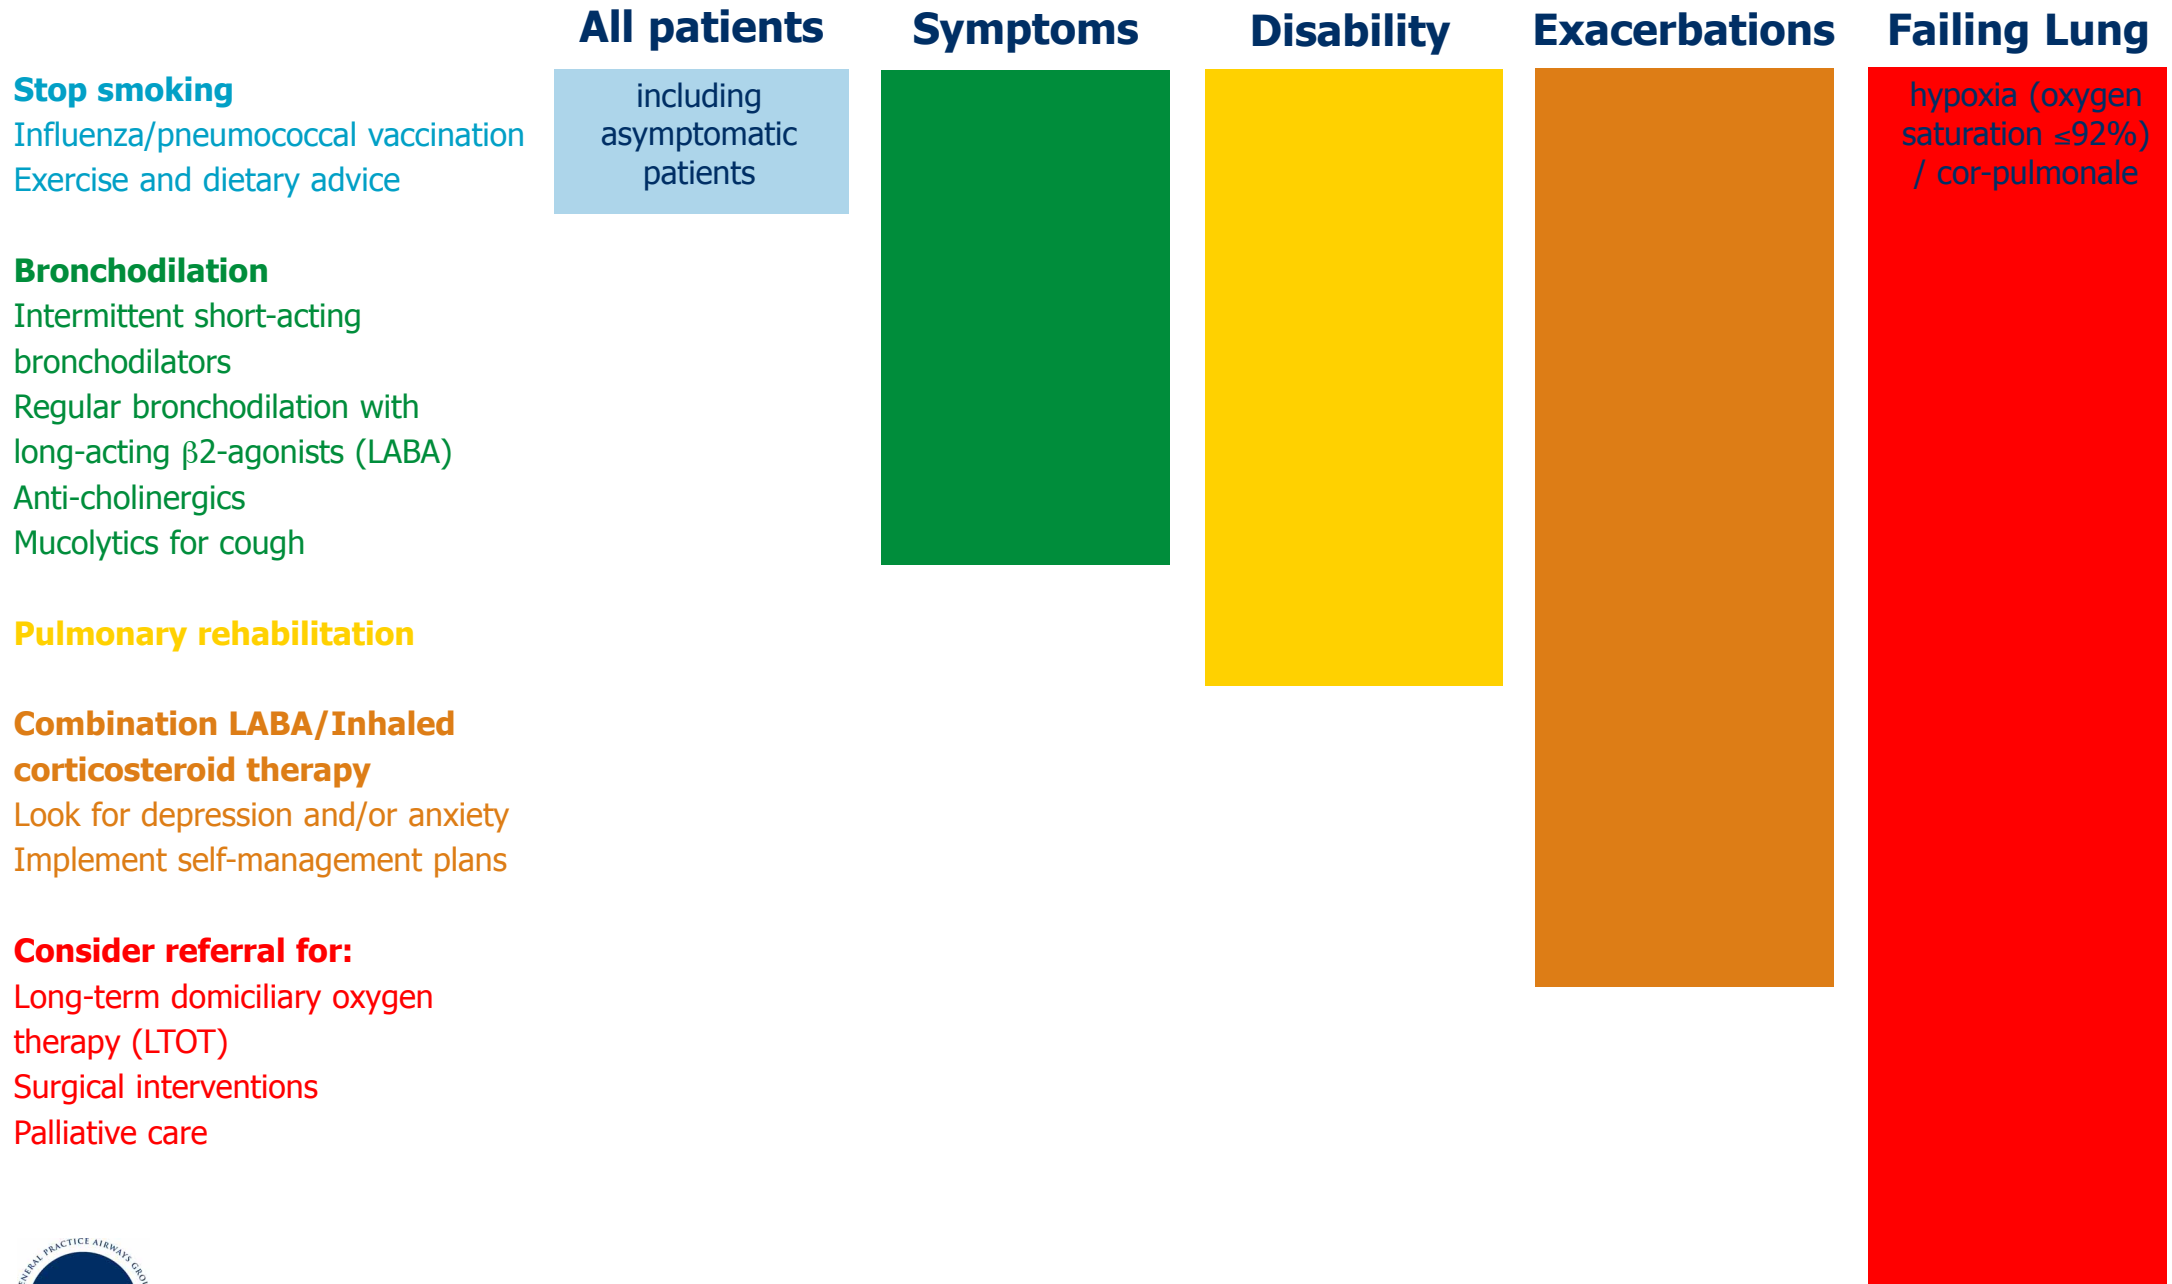 All patients
Symptoms
Disability
Exacerbations
Failing Lung
Stop smoking
Influenza/pneumococcal vaccination
Exercise and dietary advice
including
asymptomatic
patients
hypoxia (oxygen
saturation ≤92%)
/ cor-pulmonale
Bronchodilation
Intermittent short-acting
bronchodilators
Regular bronchodilation with
long-acting β2-agonists (LABA)
Anti-cholinergics
Mucolytics for cough
Pulmonary rehabilitation
Combination LABA/Inhaled
corticosteroid therapy
Look for depression and/or anxiety
Implement self-management plans
Consider referral for:
Long-term domiciliary oxygen
therapy (LTOT)
Surgical interventions
Palliative care
PRACTICE AIRWAYS